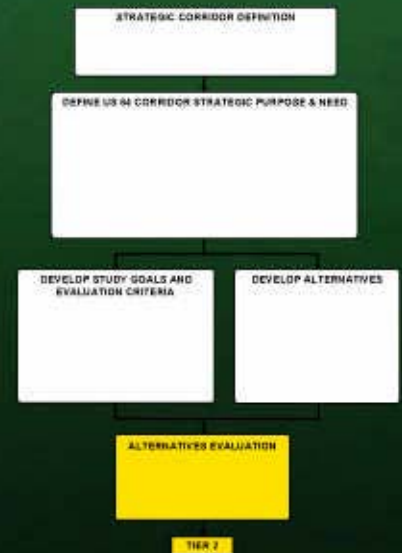 STRATEGIC CORRIDOR DEFINITION
DEFINE US 64 CORRIDOR STRATEGIC PURPOSE & NEED
DEVELOP STUDY GOALS AND
EVALUATION CRITERIA
DEVELOP ALTERNATIVES
ALTERNATIVES EVALUATION
TIER 2